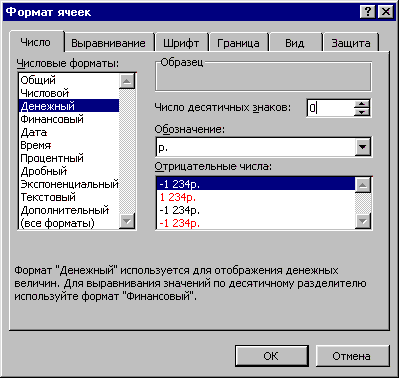 Формат ячеек
Число Выравнивание Шрифт Граница Вид Защита
Числовые форматы:
Общий
Числовой
Денежный
Финансовый
Дата
Время
Процентный
Дробный
Экспоненциальный
Текстовый
Дополнительный
(все форматы)
Образец
Число десятичных знаков: 0
Обозначение:
р.
Отрицательные числа:
-1 234р.
1 234р.
-1 234р.
-1 234р.
Формат "Денежный" используется для отображения денежных
величин. Для выравнивания значений по десятичному разделителю
используйте формат "Финансовый".
ОК Отмена